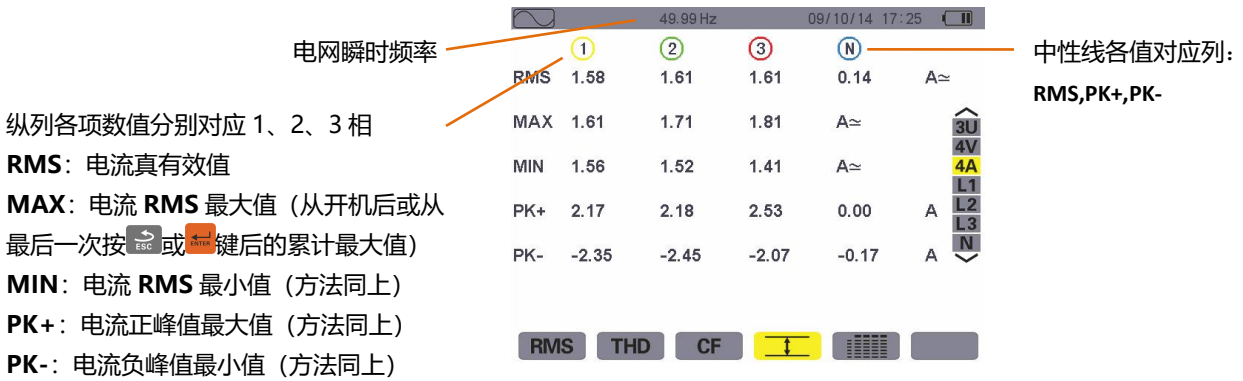 49.99 Hz 09/10/14 17:25
电网瞬时频率
1 2 3 N
中性线各值对应列：
RMS,PK+,PK-
RMS 1.58 1.61 1.61 0.14 A≃
纵列各项数值分别对应 1、2、3 相
RMS：电流真有效值
MAX：电流 RMS 最大值（从开机后或从
最后一次按ESC或ENTER键后的累计最大值）
MIN：电流 RMS 最小值（方法同上）
PK+：电流正峰值最大值（方法同上）
PK-：电流负峰值最小值（方法同上）
MAX 1.61 1.71 1.81 A≃
MIN 1.56 1.52 1.41 A≃
PK+ 2.17 2.18 2.53 0.00 A
PK- -2.35 -2.45 -2.07 -0.17 A
3U
4V
4A
L1
L2
L3
N
RMS THD CF